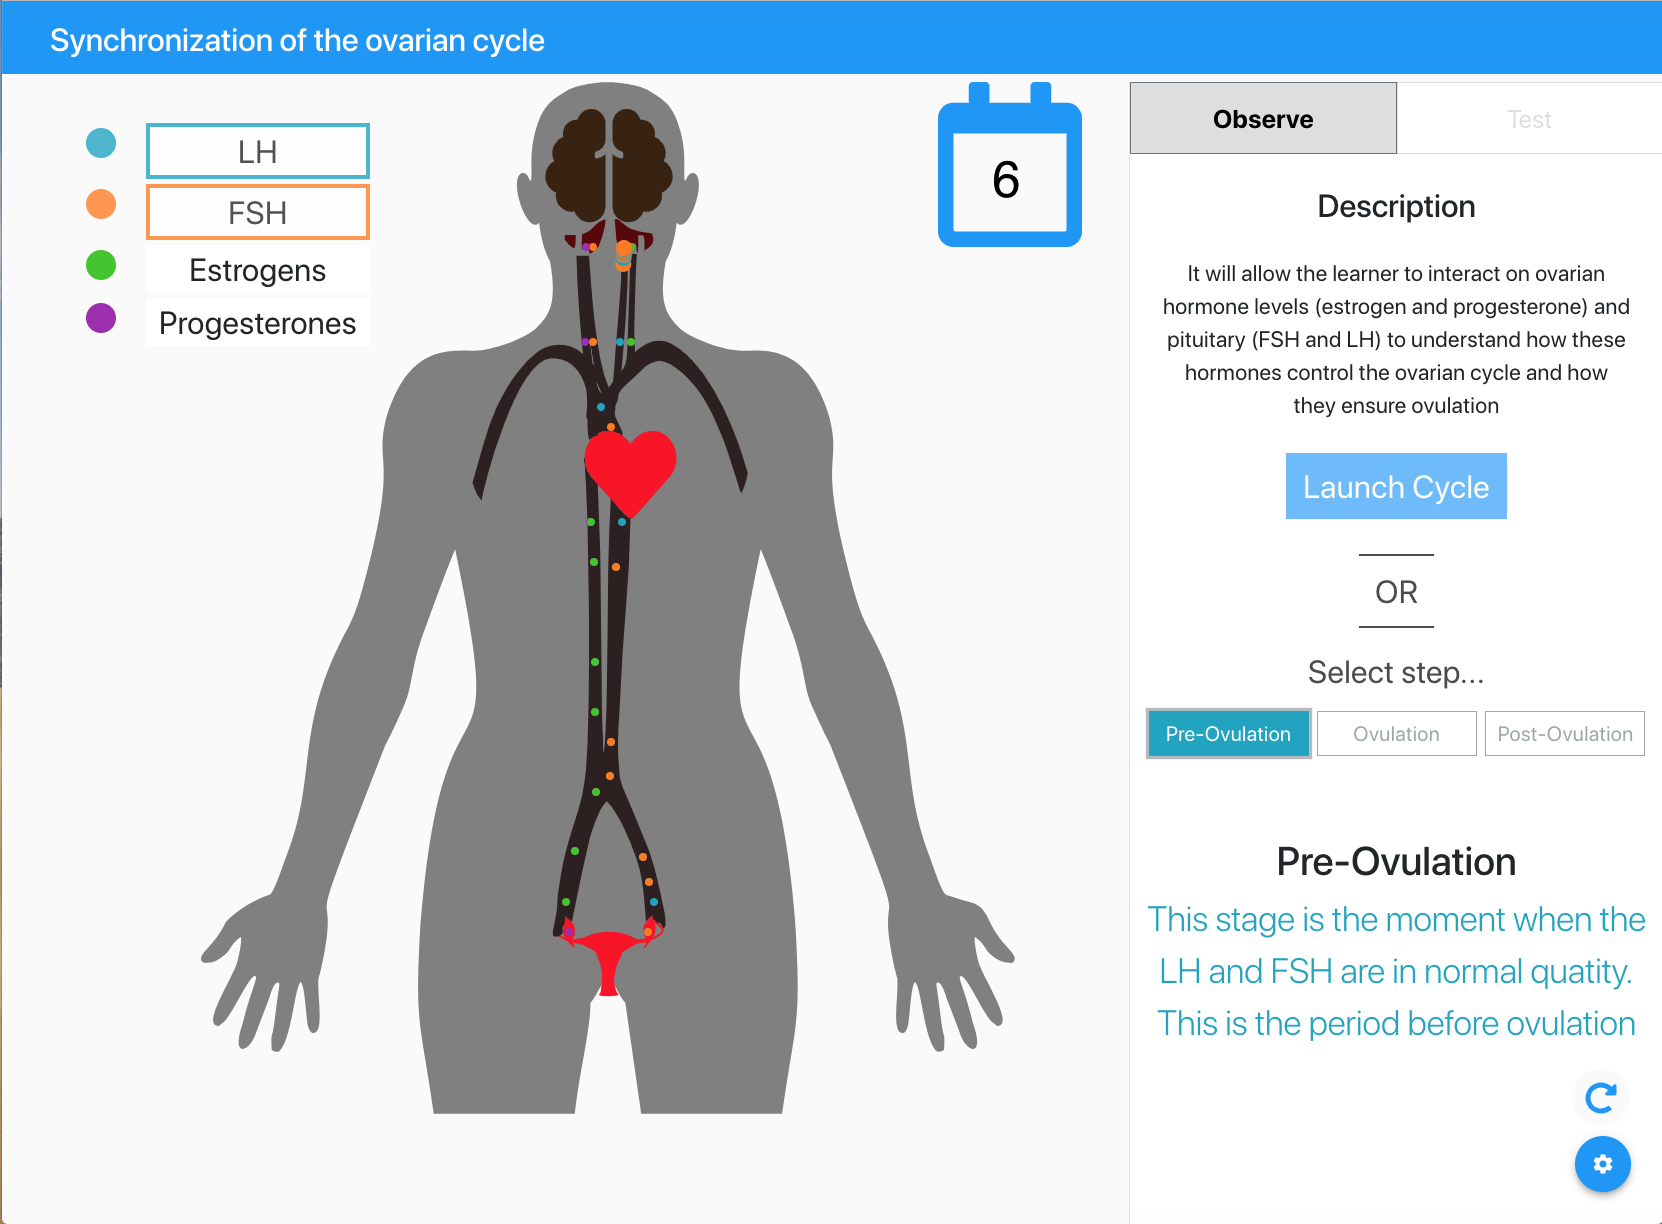 Synchronization of the ovarian cycle
LH
FSH
Estrogens
Progesterones
6
Observe
Test
Description
It will allow the learner to interact on ovarian
hormone levels (estrogen and progesterone) and
pituitary (FSH and LH) to understand how these
hormones control the ovarian cycle and how
they ensure ovulation
Launch Cycle
OR
Select step...
Pre-Ovulation
Ovulation
Post-Ovulation
Pre-Ovulation
This stage is the moment when the
LH and FSH are in normal quatity.
This is the period before ovulation